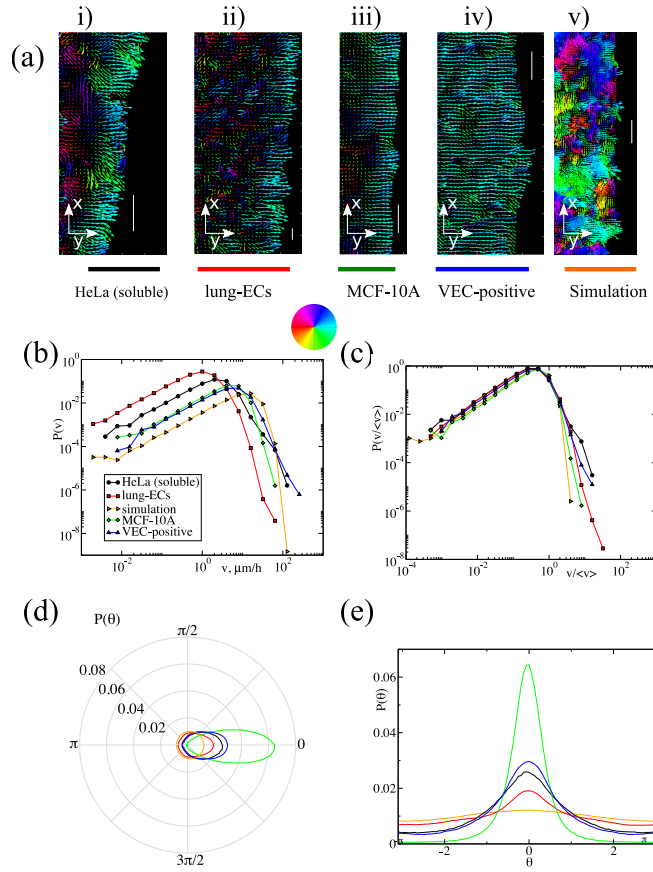 i) ii) iii) iv) v)
(a)
x x x x x
y y y y y
HeLa (soluble) lung-ECs MCF-10A VEC-positive Simulation
(b) (c)
P(v)
10^0
10^-2
10^-4
10^-6
10^-8
10^-2 10^0 10^2
v, μm/h
HeLa (soluble)
lung-ECs
simulation
MCF-10A
VEC-positive
P(v/<v>)
10^0
10^-2
10^-4
10^-6
10^-8
10^-4 10^-2 10^0 10^2
v/<v>
(d) (e)
P(θ)
π/2
0.08
0.06
0.04
0.02
π 0
3π/2
P(θ)
0.06
0.04
0.02
0
-π -2 0 2 π
θ